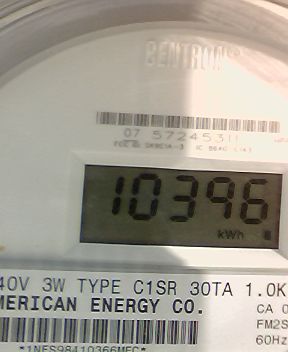 CENTRON
07 57245311
10396
kWh
40V 3W TYPE C1SR 30TA 1.0K
MERICAN ENERGY CO.
CA 0
FM2S
60Hz